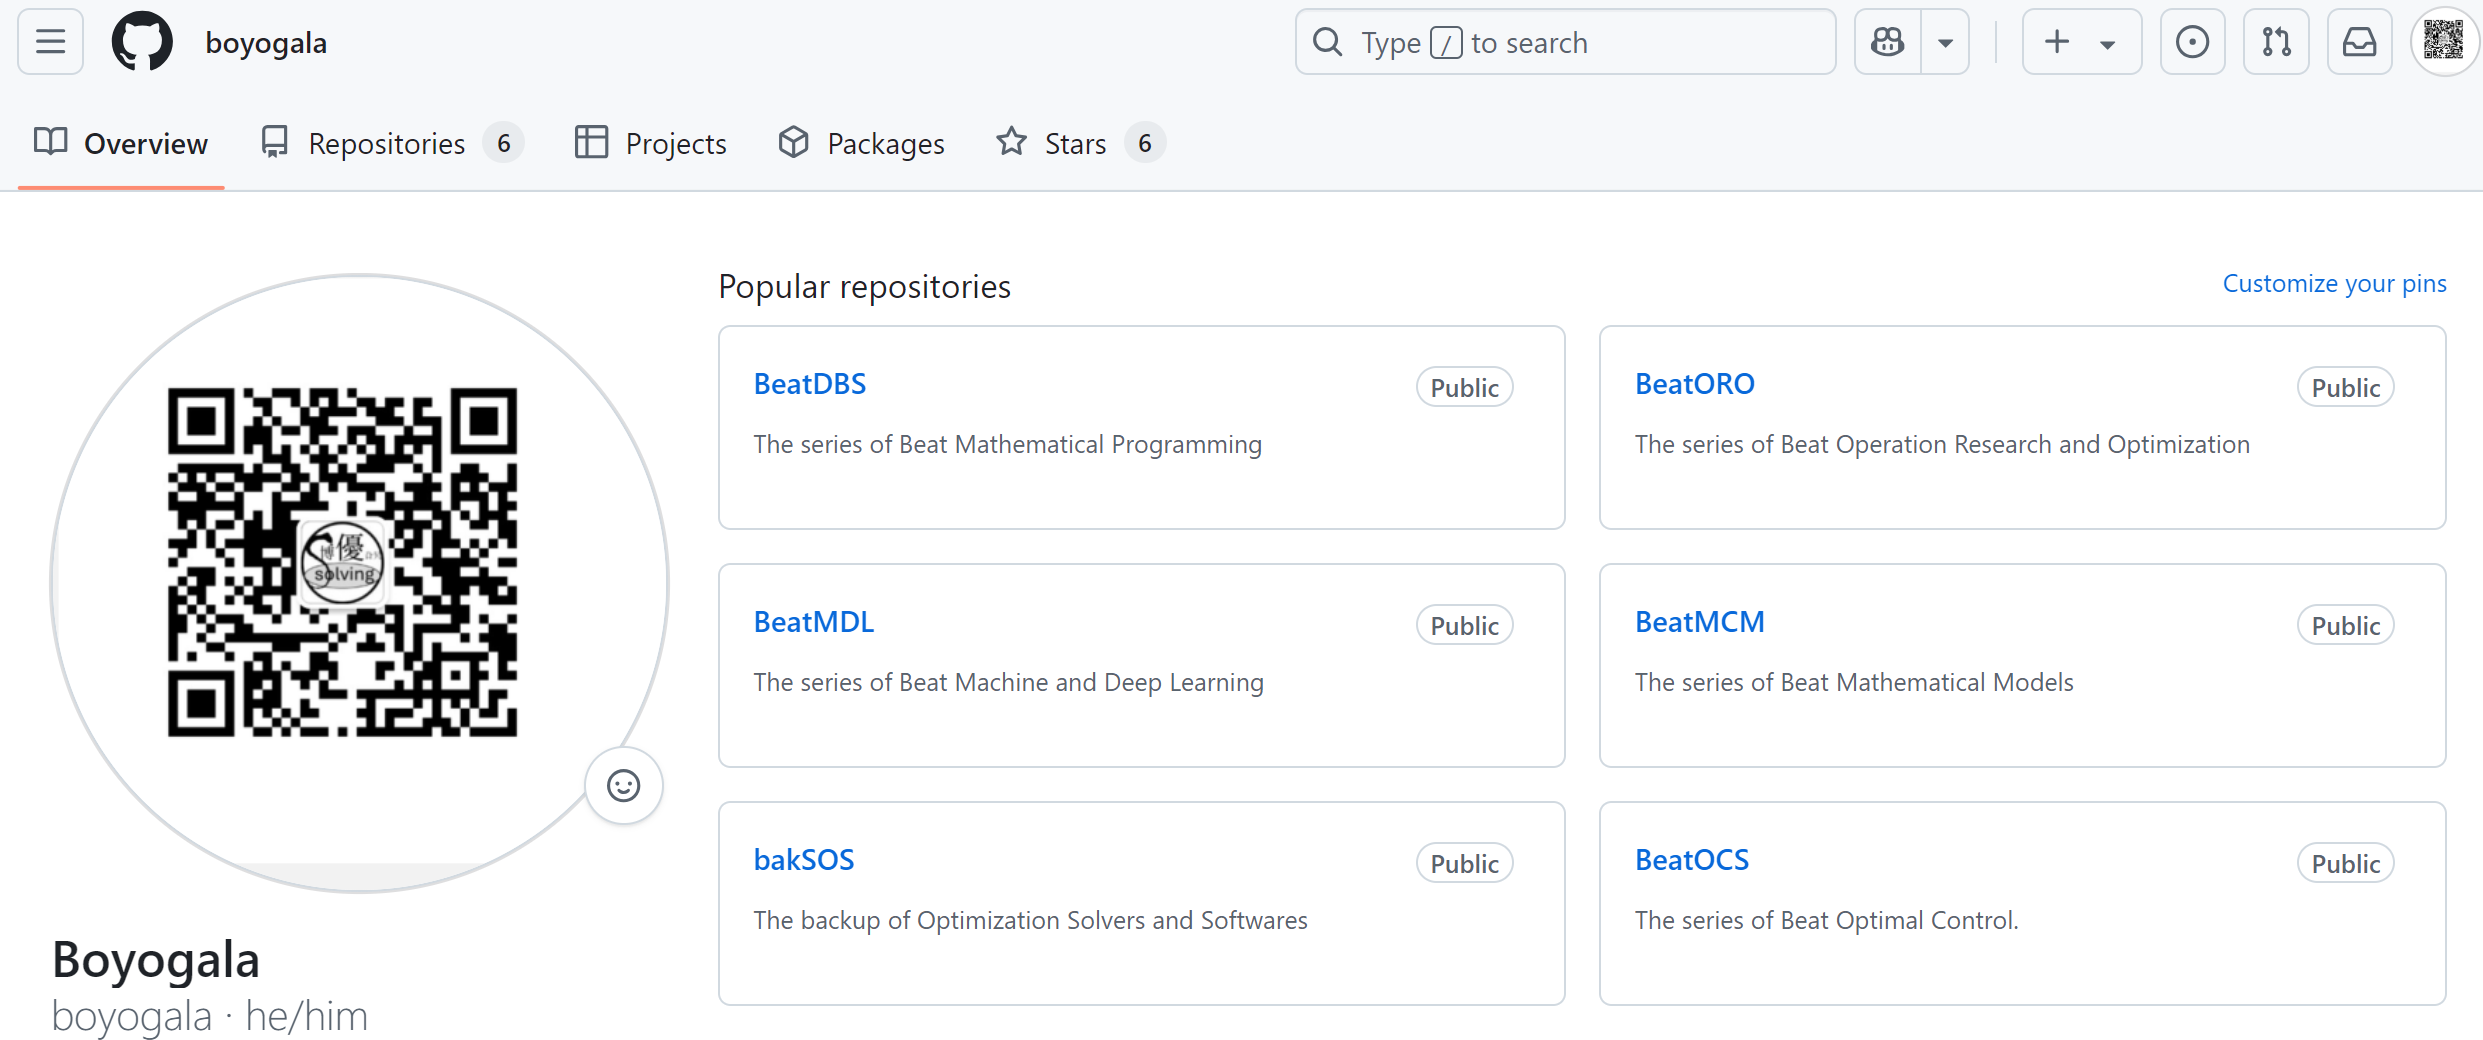 boyogala
Type / to search
Overview
Repositories 6
Projects
Packages
Stars 6
博優
solving
Boyogala
boyogala · he/him
Popular repositories
Customize your pins
BeatDBS
Public
The series of Beat Mathematical Programming
BeatORO
Public
The series of Beat Operation Research and Optimization
BeatMDL
Public
The series of Beat Machine and Deep Learning
BeatMCM
Public
The series of Beat Mathematical Models
bakSOS
Public
The backup of Optimization Solvers and Softwares
BeatOCS
Public
The series of Beat Optimal Control.